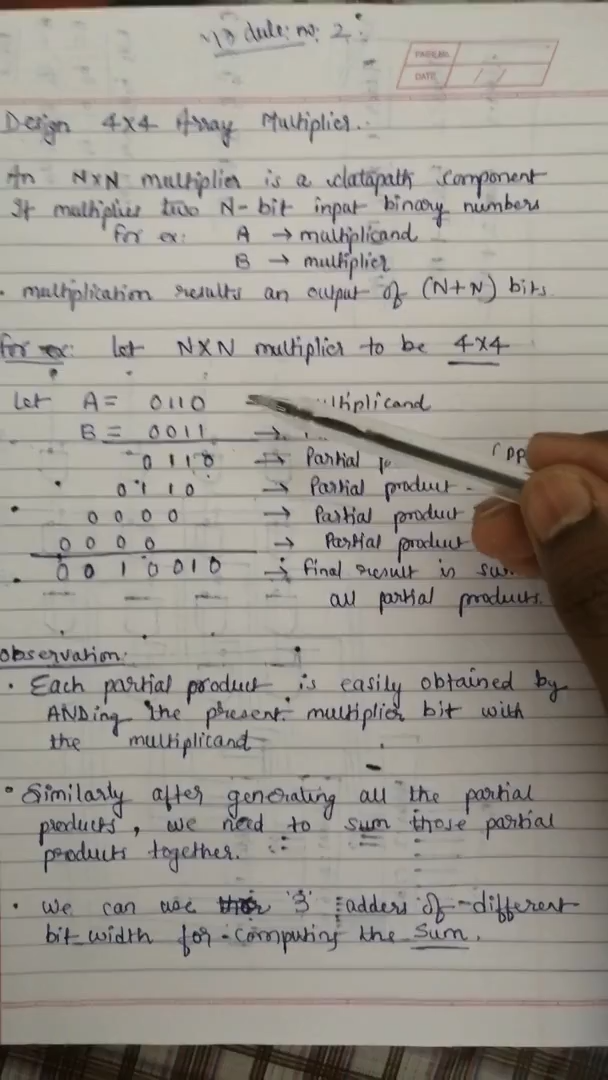 Module: no: 2:
PAGE NO.
DATE / /
Design 4x4 Array Multiplier.
An NxN multiplier is a datapath component
It multiplies two N-bit input binary numbers
for ex: A → multiplicand
B → multiplier
. multiplication results an output of (N+N) bits
for ex: let NXN multiplier to be 4x4
Let A = 0110 → multiplicand
B = 0011 →
0110 → Partial (PP
0110 → Partial product
0000 → Partial product
0000 → Partial product
0010010 → final result is
all partial products.
Observation:
. Each partial product is easily obtained by
ANDing the present multiplier bit with
the multiplicand
. Similarly after generating all the partial
products, we need to sum those partial
products together.
. we can use '3' adders of different
bit width for computing the sum.